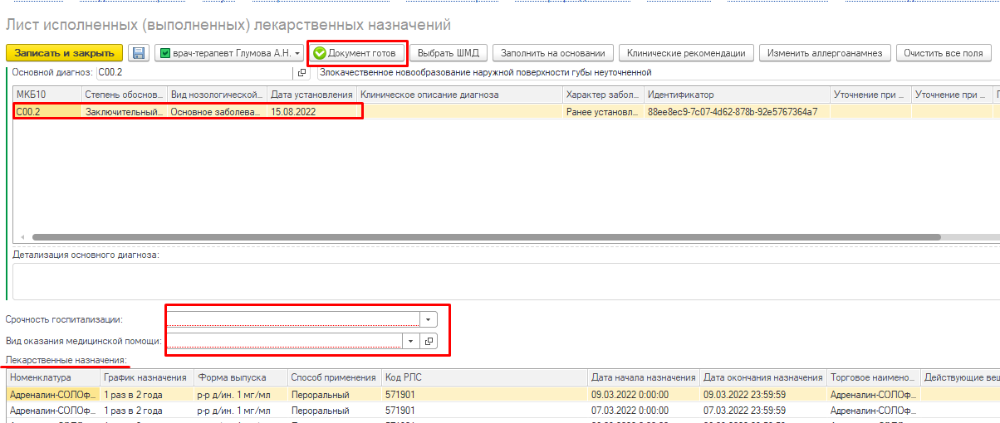 Лист исполненных (выполненных) лекарственных назначений
Записать и закрыть врач-терапевт Глумова А.Н. Документ готов Выбрать ШМД Заполнить на основании Клинические рекомендации Изменить аллергоанамнез Очистить все поля
Основной диагноз: C00.2 Злокачественное новообразование наружной поверхности губы неуточненной
МКБ10 Степень обоснов... Вид нозологической... Дата установления Клиническое описание диагноза Характер забол... Идентификатор Уточнение при ... Уточнение при ...
C00.2 Заключительный... Основное заболева... 15.08.2022 Ранее установл... 88ee8ec9-7c07-4d62-878b-92e5767364a7
Детализация основного диагноза:
Срочность госпитализации:
Вид оказания медицинской помощи:
Лекарственные назначения:
Номенклатура График назначения Форма выпуска Способ применения Код РЛС Дата начала назначения Дата окончания назначения Торговое наимено... Действующие вещ
Адреналин-СОЛОф... 1 раз в 2 года р-р д/ин. 1 мг/мл Пероральный 571901 09.03.2022 0:00:00 09.03.2022 23:59:59 Адреналин-СОЛОф...
Адреналин-СОЛОф... 1 раз в 2 года р-р д/ин. 1 мг/мл Пероральный 571901 07.03.2022 0:00:00 07.03.2022 23:59:59 Адреналин-СОЛОф...